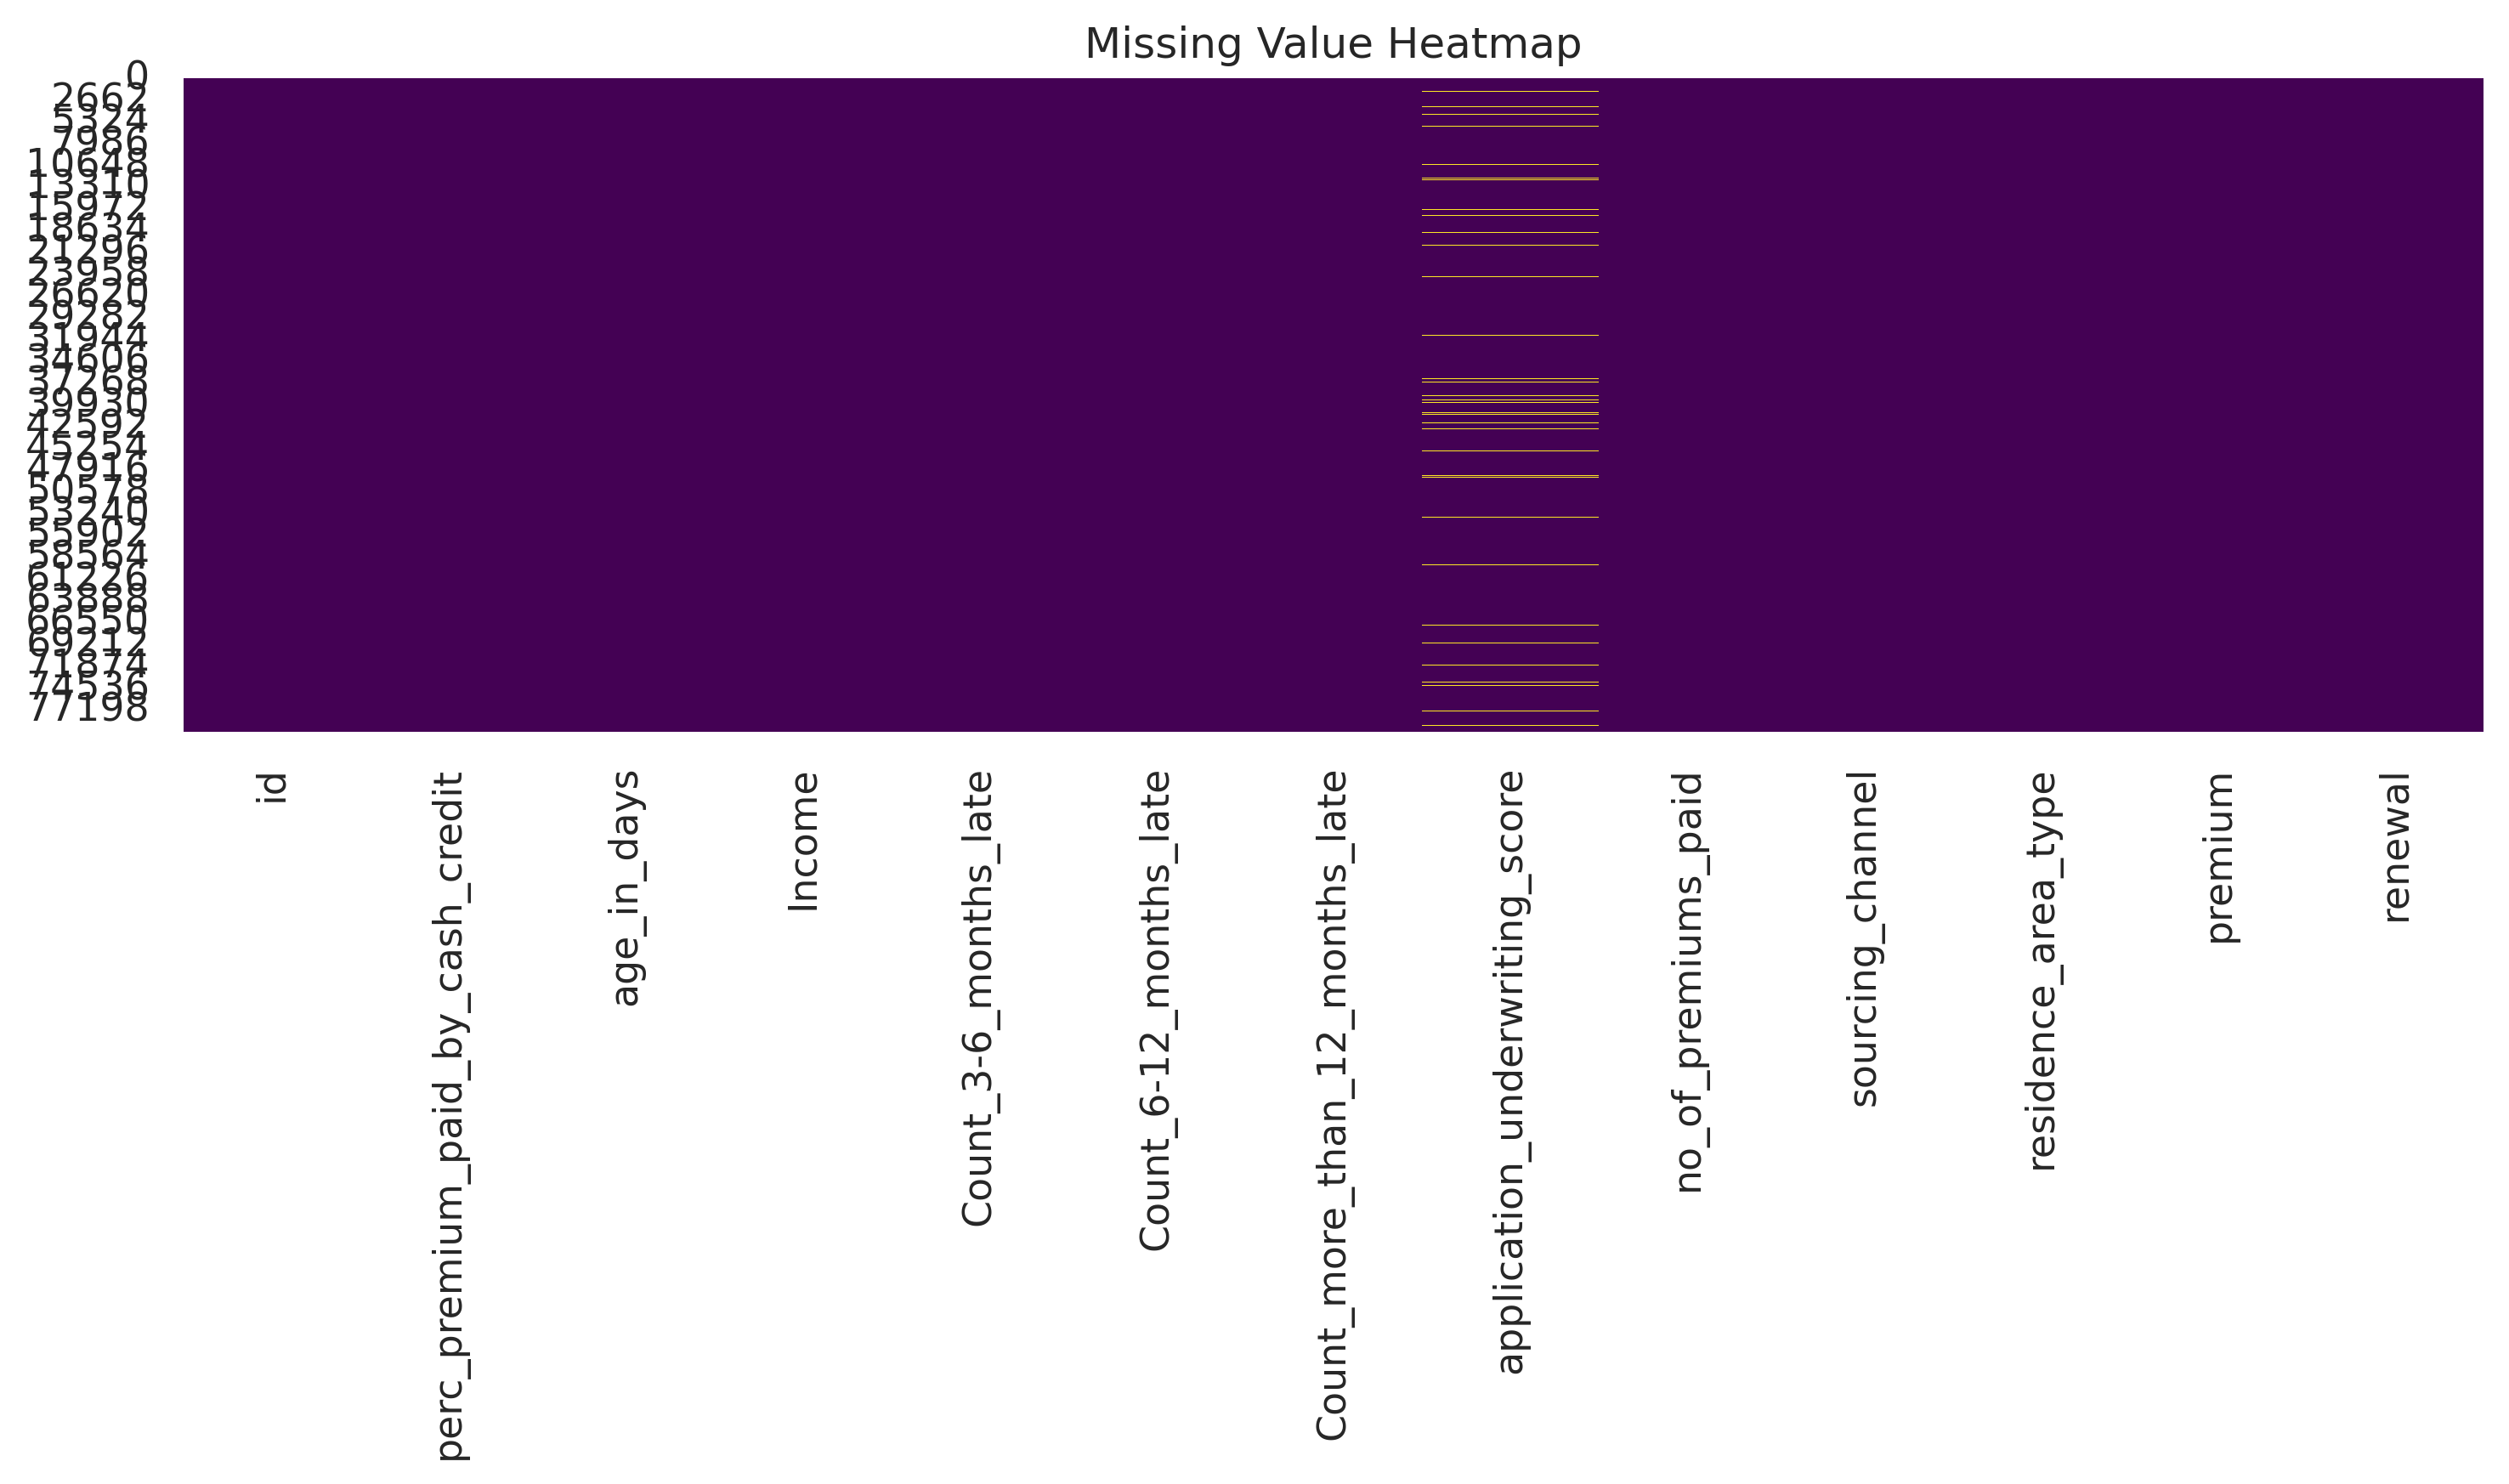 Missing Value Heatmap
0
2662
5324
7986
10648
13310
15972
18634
21296
23958
26620
29282
31944
34606
37268
39930
42592
45254
47916
50578
53240
55902
58564
61226
63888
66550
69212
71874
74536
77198
id
perc_premium_paid_by_cash_credit
age_in_days
Income
Count_3-6_months_late
Count_6-12_months_late
Count_more_than_12_months_late
application_underwriting_score
no_of_premiums_paid
sourcing_channel
residence_area_type
premium
renewal